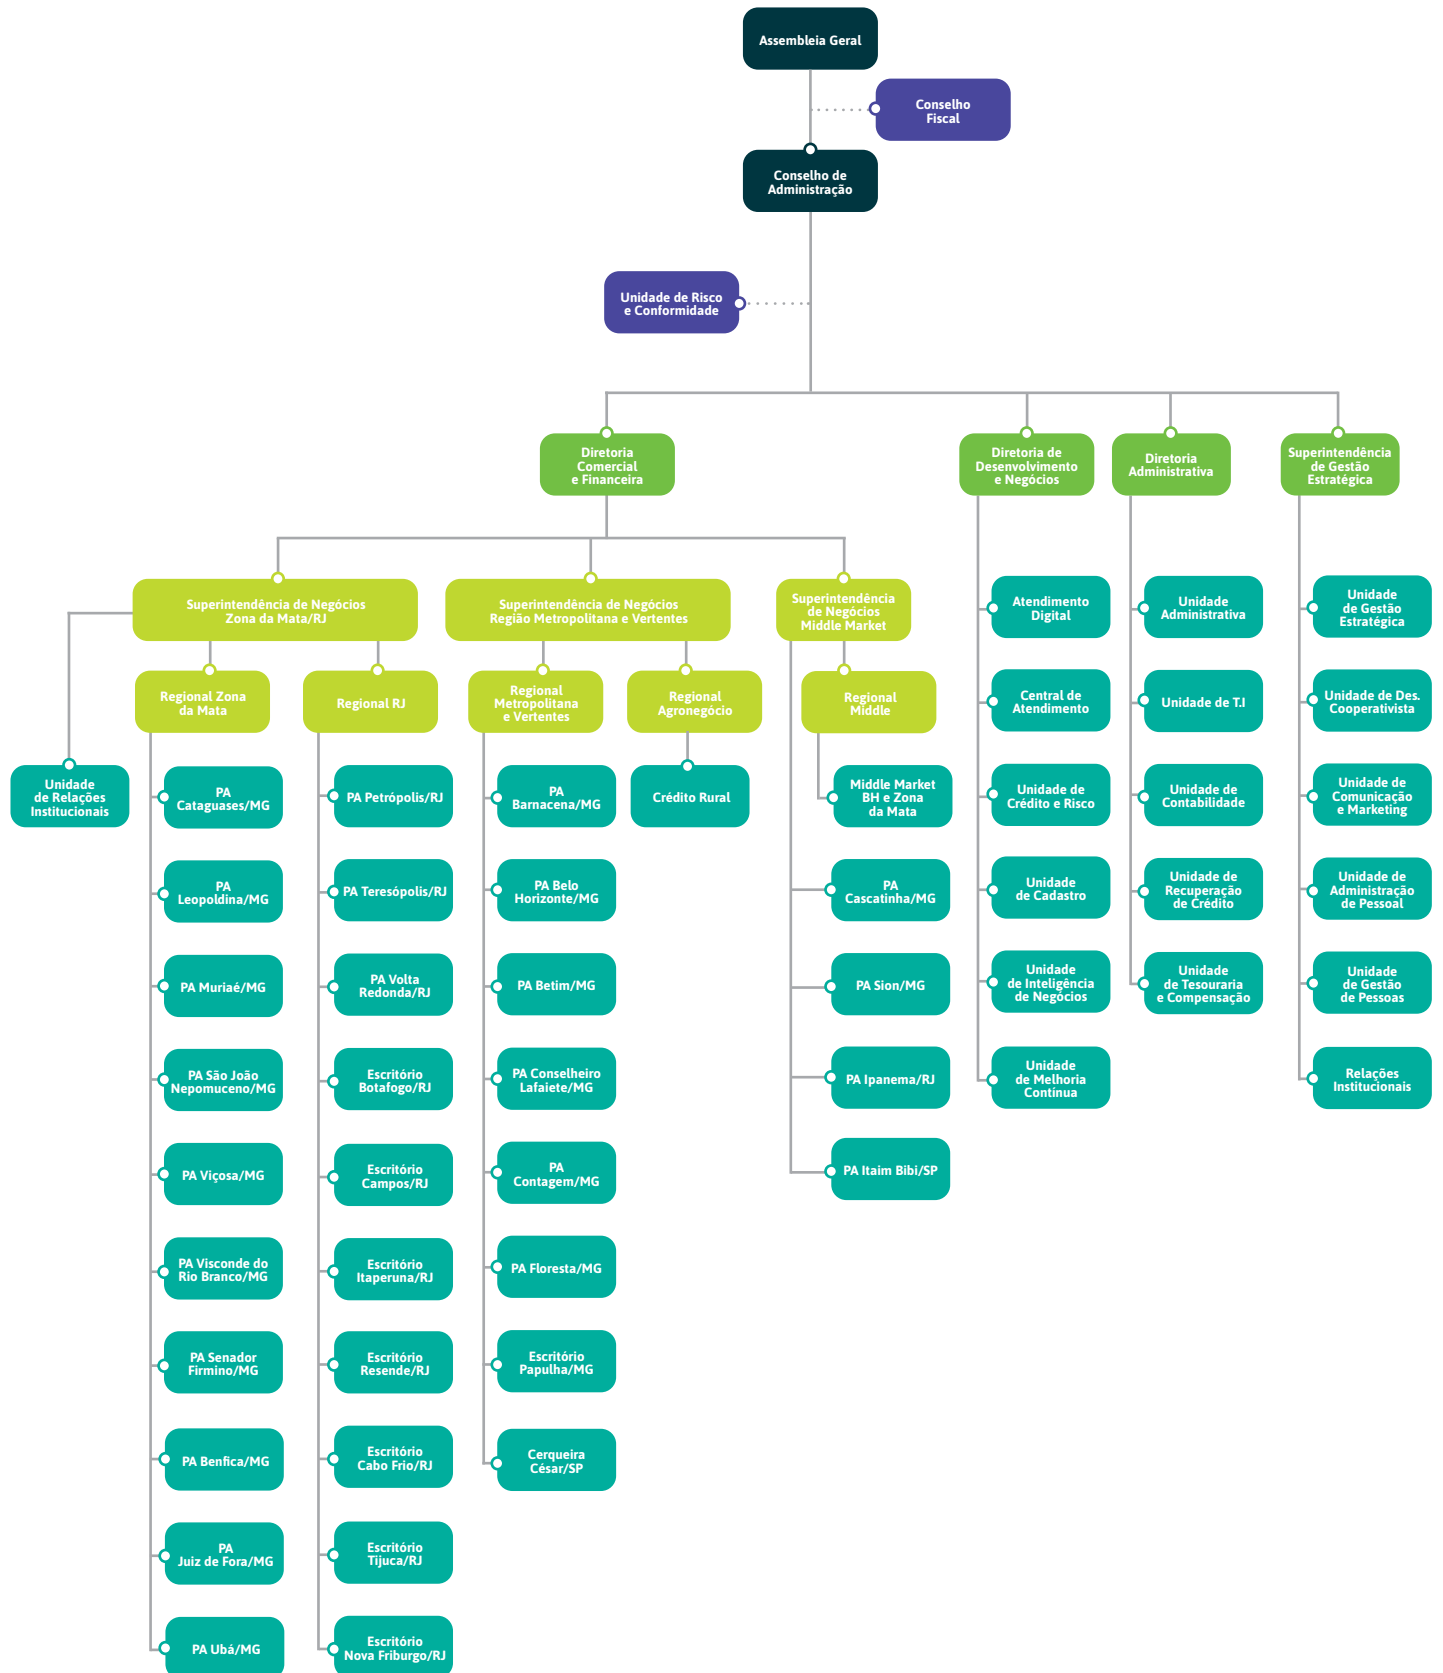 Assembleia Geral
Conselho
Fiscal
Conselho de
Administração
Unidade de Risco
e Conformidade
Diretoria
Comercial
e Financeira
Diretoria de
Desenvolvimento
e Negócios
Diretoria
Administrativa
Superintendência
de Gestão
Estratégica
Superintendência de Negócios
Zona da Mata/RJ
Superintendência de Negócios
Região Metropolitana e Vertentes
Superintendência
de Negócios
Middle Market
Regional Zona
da Mata
Regional RJ
Regional
Metropolitana
e Vertentes
Regional
Agronegócio
Regional
Middle
Unidade
de Relações
Institucionais
PA
Cataguases/MG
PA
Leopoldina/MG
PA Muriaé/MG
PA São João
Nepomuceno/MG
PA Viçosa/MG
PA Visconde do
Rio Branco/MG
PA Senador
Firmino/MG
PA Benfica/MG
PA
Juiz de Fora/MG
PA Ubá/MG
PA Petrópolis/RJ
PA Teresópolis/RJ
PA Volta
Redonda/RJ
Escritório
Botafogo/RJ
Escritório
Campos/RJ
Escritório
Itaperuna/RJ
Escritório
Resende/RJ
Escritório
Cabo Frio/RJ
Escritório
Tijuca/RJ
Escritório
Nova Friburgo/RJ
PA
Barnacena/MG
PA Belo
Horizonte/MG
PA Betim/MG
PA Conselheiro
Lafaiete/MG
PA
Contagem/MG
PA Floresta/MG
Escritório
Papulha/MG
Cerqueira
César/SP
Crédito Rural
Middle Market
BH e Zona
da Mata
PA
Cascatinha/MG
PA Sion/MG
PA Ipanema/RJ
PA Itaim Bibi/SP
Atendimento
Digital
Central de
Atendimento
Unidade de
Crédito e Risco
Unidade
de Cadastro
Unidade
de Inteligência
de Negócios
Unidade
de Melhoria
Contínua
Unidade
Administrativa
Unidade de T.I
Unidade de
Contabilidade
Unidade de
Recuperação
de Crédito
Unidade
de Tesouraria
e Compensação
Unidade
de Gestão
Estratégica
Unidade de Des.
Cooperativista
Unidade de
Comunicação
e Marketing
Unidade de
Administração
de Pessoal
Unidade
de Gestão
de Pessoas
Relações
Institucionais